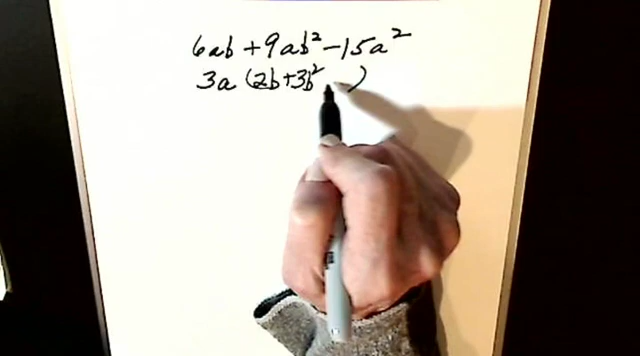 6ab + 9ab² - 15a²
3a (2b + 3b² )